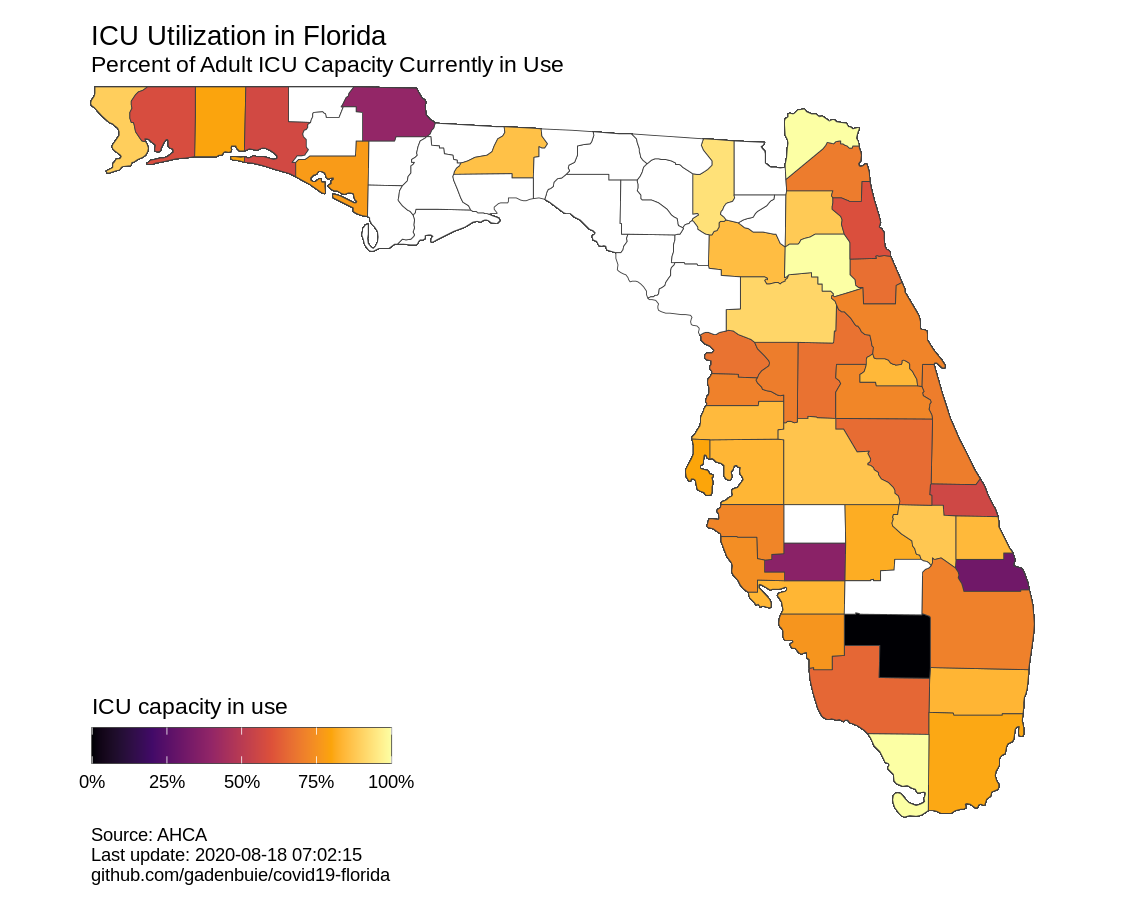 ICU Utilization in Florida
Percent of Adult ICU Capacity Currently in Use
ICU capacity in use
0% 25% 50% 75% 100%
Source: AHCA
Last update: 2020-08-18 07:02:15
github.com/gadenbuie/covid19-florida